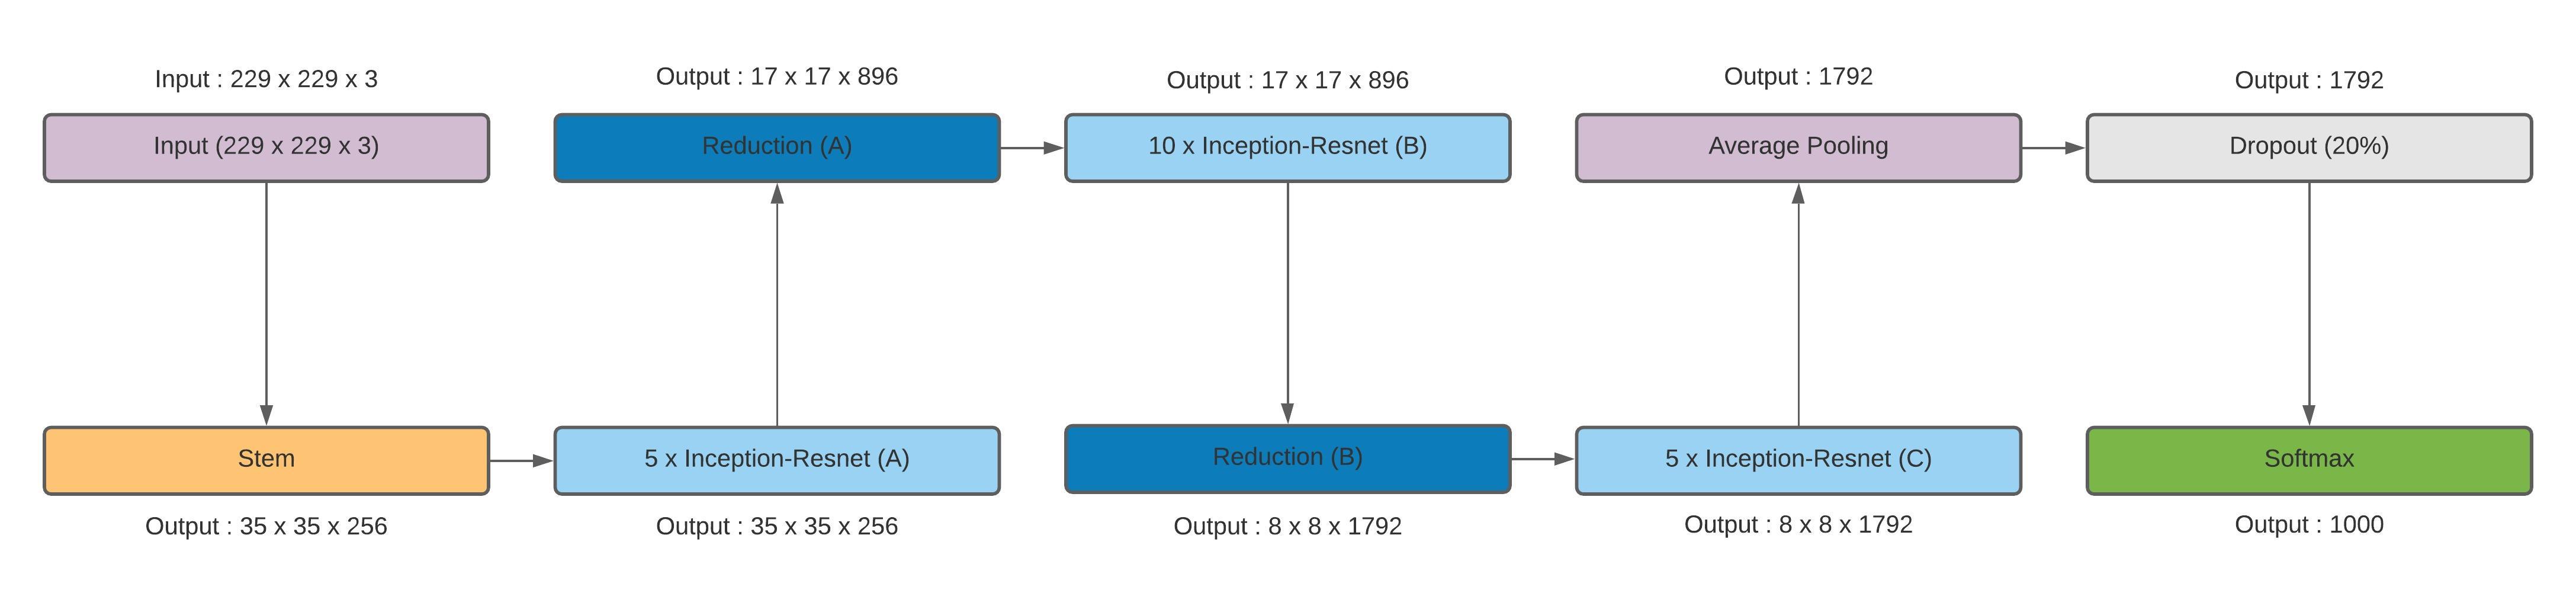 Input : 229 x 229 x 3
Input (229 x 229 x 3)
Stem
Output : 35 x 35 x 256
5 x Inception-Resnet (A)
Output : 35 x 35 x 256
Output : 17 x 17 x 896
Reduction (A)
Output : 17 x 17 x 896
10 x Inception-Resnet (B)
Reduction (B)
Output : 8 x 8 x 1792
5 x Inception-Resnet (C)
Output : 8 x 8 x 1792
Output : 1792
Average Pooling
Output : 1792
Dropout (20%)
Softmax
Output : 1000